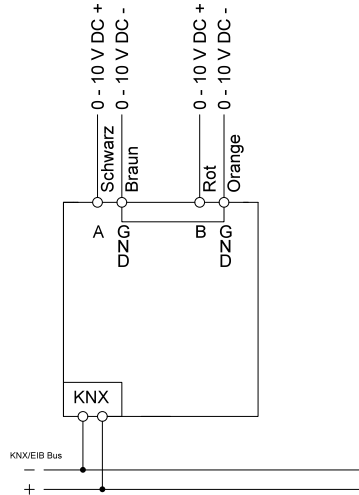 0 - 10 V DC +
0 - 10 V DC -
0 - 10 V DC +
0 - 10 V DC -
Schwarz
Braun
Rot
Orange
A
GND
B
GND
KNX
KNX/EIB Bus
−
+